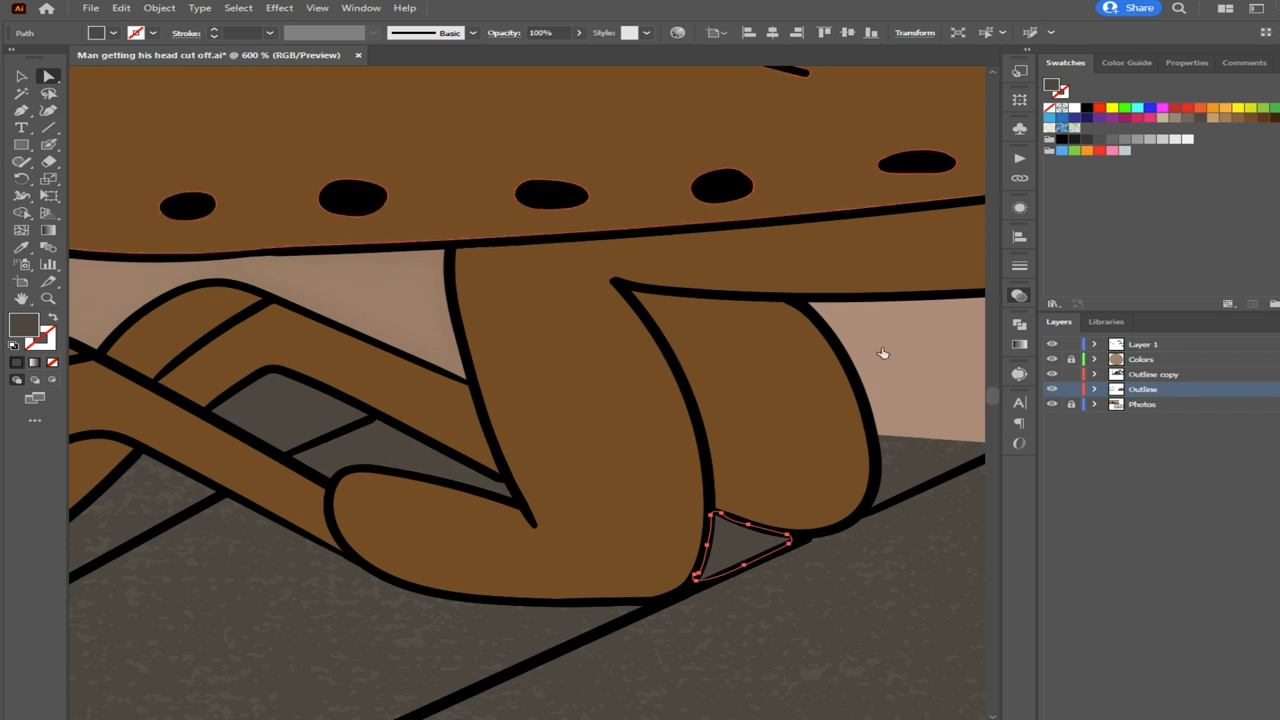 Ai File Edit Object Type Select Effect View Window Help Share
Path Stroke: Basic Opacity: 100% Style: Transform
Man getting his head cut off.ai* @ 600 % (RGB/Preview) ×
Swatches Color Guide Properties Comments
Layers Libraries
Layer 1
Colors
Outline copy
Outline
Photos